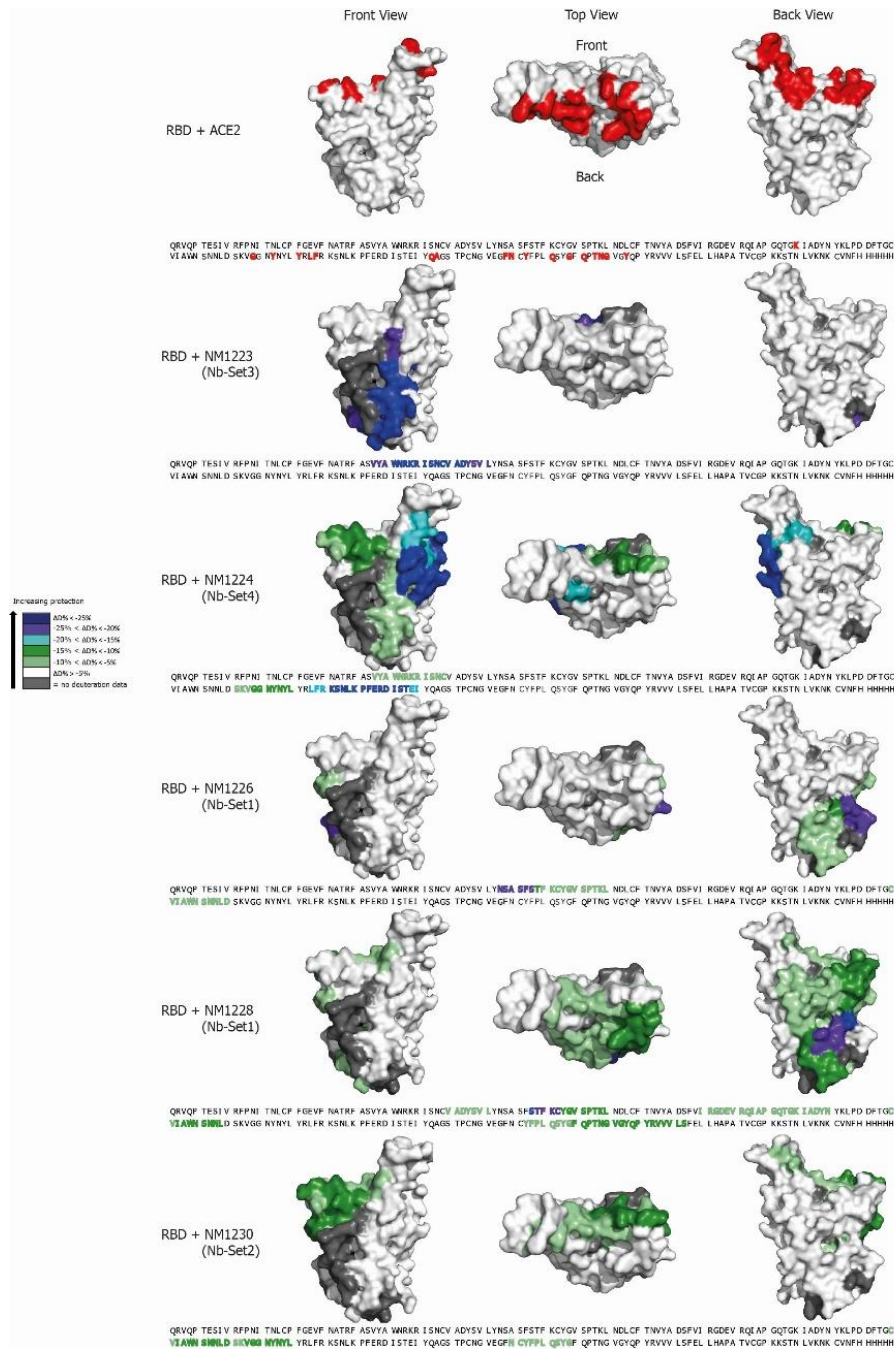 Front View Top View Back View
Front
RBD + ACE2
Back
QRVQP TESIV RFPNI TNLCP FGEVF NATRF ASVYA WNRKR ISNCV ADYSV LYNSA SFSTF KCYGV SPTKL NDLCF TNVYA DSFVI RGDEV RQIAP GQTGK IADYN YKLPD DFTGC
VIAWN SNNLD SKVGG NYNYL YRLFR KSNLK PFERD ISTEI YQAGS TPCNG VEGFN CYFPL QSYGF QPTNG VGYQP YRVVV LSFEL LHAPA TVCGP KKSTN LVKNK CVNFH HHHHH
RBD + NM1223
(Nb-Set3)
QRVQP TESIV RFPNI TNLCP FGEVF NATRF ASVYA WNRKR ISNCV ADYSV LYNSA SFSTF KCYGV SPTKL NDLCF TNVYA DSFVI RGDEV RQIAP GQTGK IADYN YKLPD DFTGC
VIAWN SNNLD SKVGG NYNYL YRLFR KSNLK PFERD ISTEI YQAGS TPCNG VEGFN CYFPL QSYGF QPTNG VGYQP YRVVV LSFEL LHAPA TVCGP KKSTN LVKNK CVNFH HHHHH
RBD + NM1224
(Nb-Set4)
Increasing protection
ΔD% < -25%
-25% < ΔD% < -20%
-20% < ΔD% < -15%
-15% < ΔD% < -10%
-10% < ΔD% < -5%
ΔD% > -5%
= no deuteration data
QRVQP TESIV RFPNI TNLCP FGEVF NATRF ASVYA WNRKR ISNCV ADYSV LYNSA SFSTF KCYGV SPTKL NDLCF TNVYA DSFVI RGDEV RQIAP GQTGK IADYN YKLPD DFTGC
VIAWN SNNLD SKVGG NYNYL YRLFR KSNLK PFERD ISTEI YQAGS TPCNG VEGFN CYFPL QSYGF QPTNG VGYQP YRVVV LSFEL LHAPA TVCGP KKSTN LVKNK CVNFH HHHHH
RBD + NM1226
(Nb-Set1)
QRVQP TESIV RFPNI TNLCP FGEVF NATRF ASVYA WNRKR ISNCV ADYSV LYNSA SFSTF KCYGV SPTKL NDLCF TNVYA DSFVI RGDEV RQIAP GQTGK IADYN YKLPD DFTGC
VIAWN SNNLD SKVGG NYNYL YRLFR KSNLK PFERD ISTEI YQAGS TPCNG VEGFN CYFPL QSYGF QPTNG VGYQP YRVVV LSFEL LHAPA TVCGP KKSTN LVKNK CVNFH HHHHH
RBD + NM1228
(Nb-Set1)
QRVQP TESIV RFPNI TNLCP FGEVF NATRF ASVYA WNRKR ISNCV ADYSV LYNSA SFSTF KCYGV SPTKL NDLCF TNVYA DSFVI RGDEV RQIAP GQTGK IADYN YKLPD DFTGC
VIAWN SNNLD SKVGG NYNYL YRLFR KSNLK PFERD ISTEI YQAGS TPCNG VEGFN CYFPL QSYGF QPTNG VGYQP YRVVV LSFEL LHAPA TVCGP KKSTN LVKNK CVNFH HHHHH
RBD + NM1230
(Nb-Set2)
QRVQP TESIV RFPNI TNLCP FGEVF NATRF ASVYA WNRKR ISNCV ADYSV LYNSA SFSTF KCYGV SPTKL NDLCF TNVYA DSFVI RGDEV RQIAP GQTGK IADYN YKLPD DFTGC
VIAWN SNNLD SKVGG NYNYL YRLFR KSNLK PFERD ISTEI YQAGS TPCNG VEGFN CYFPL QSYGF QPTNG VGYQP YRVVV LSFEL LHAPA TVCGP KKSTN LVKNK CVNFH HHHHH